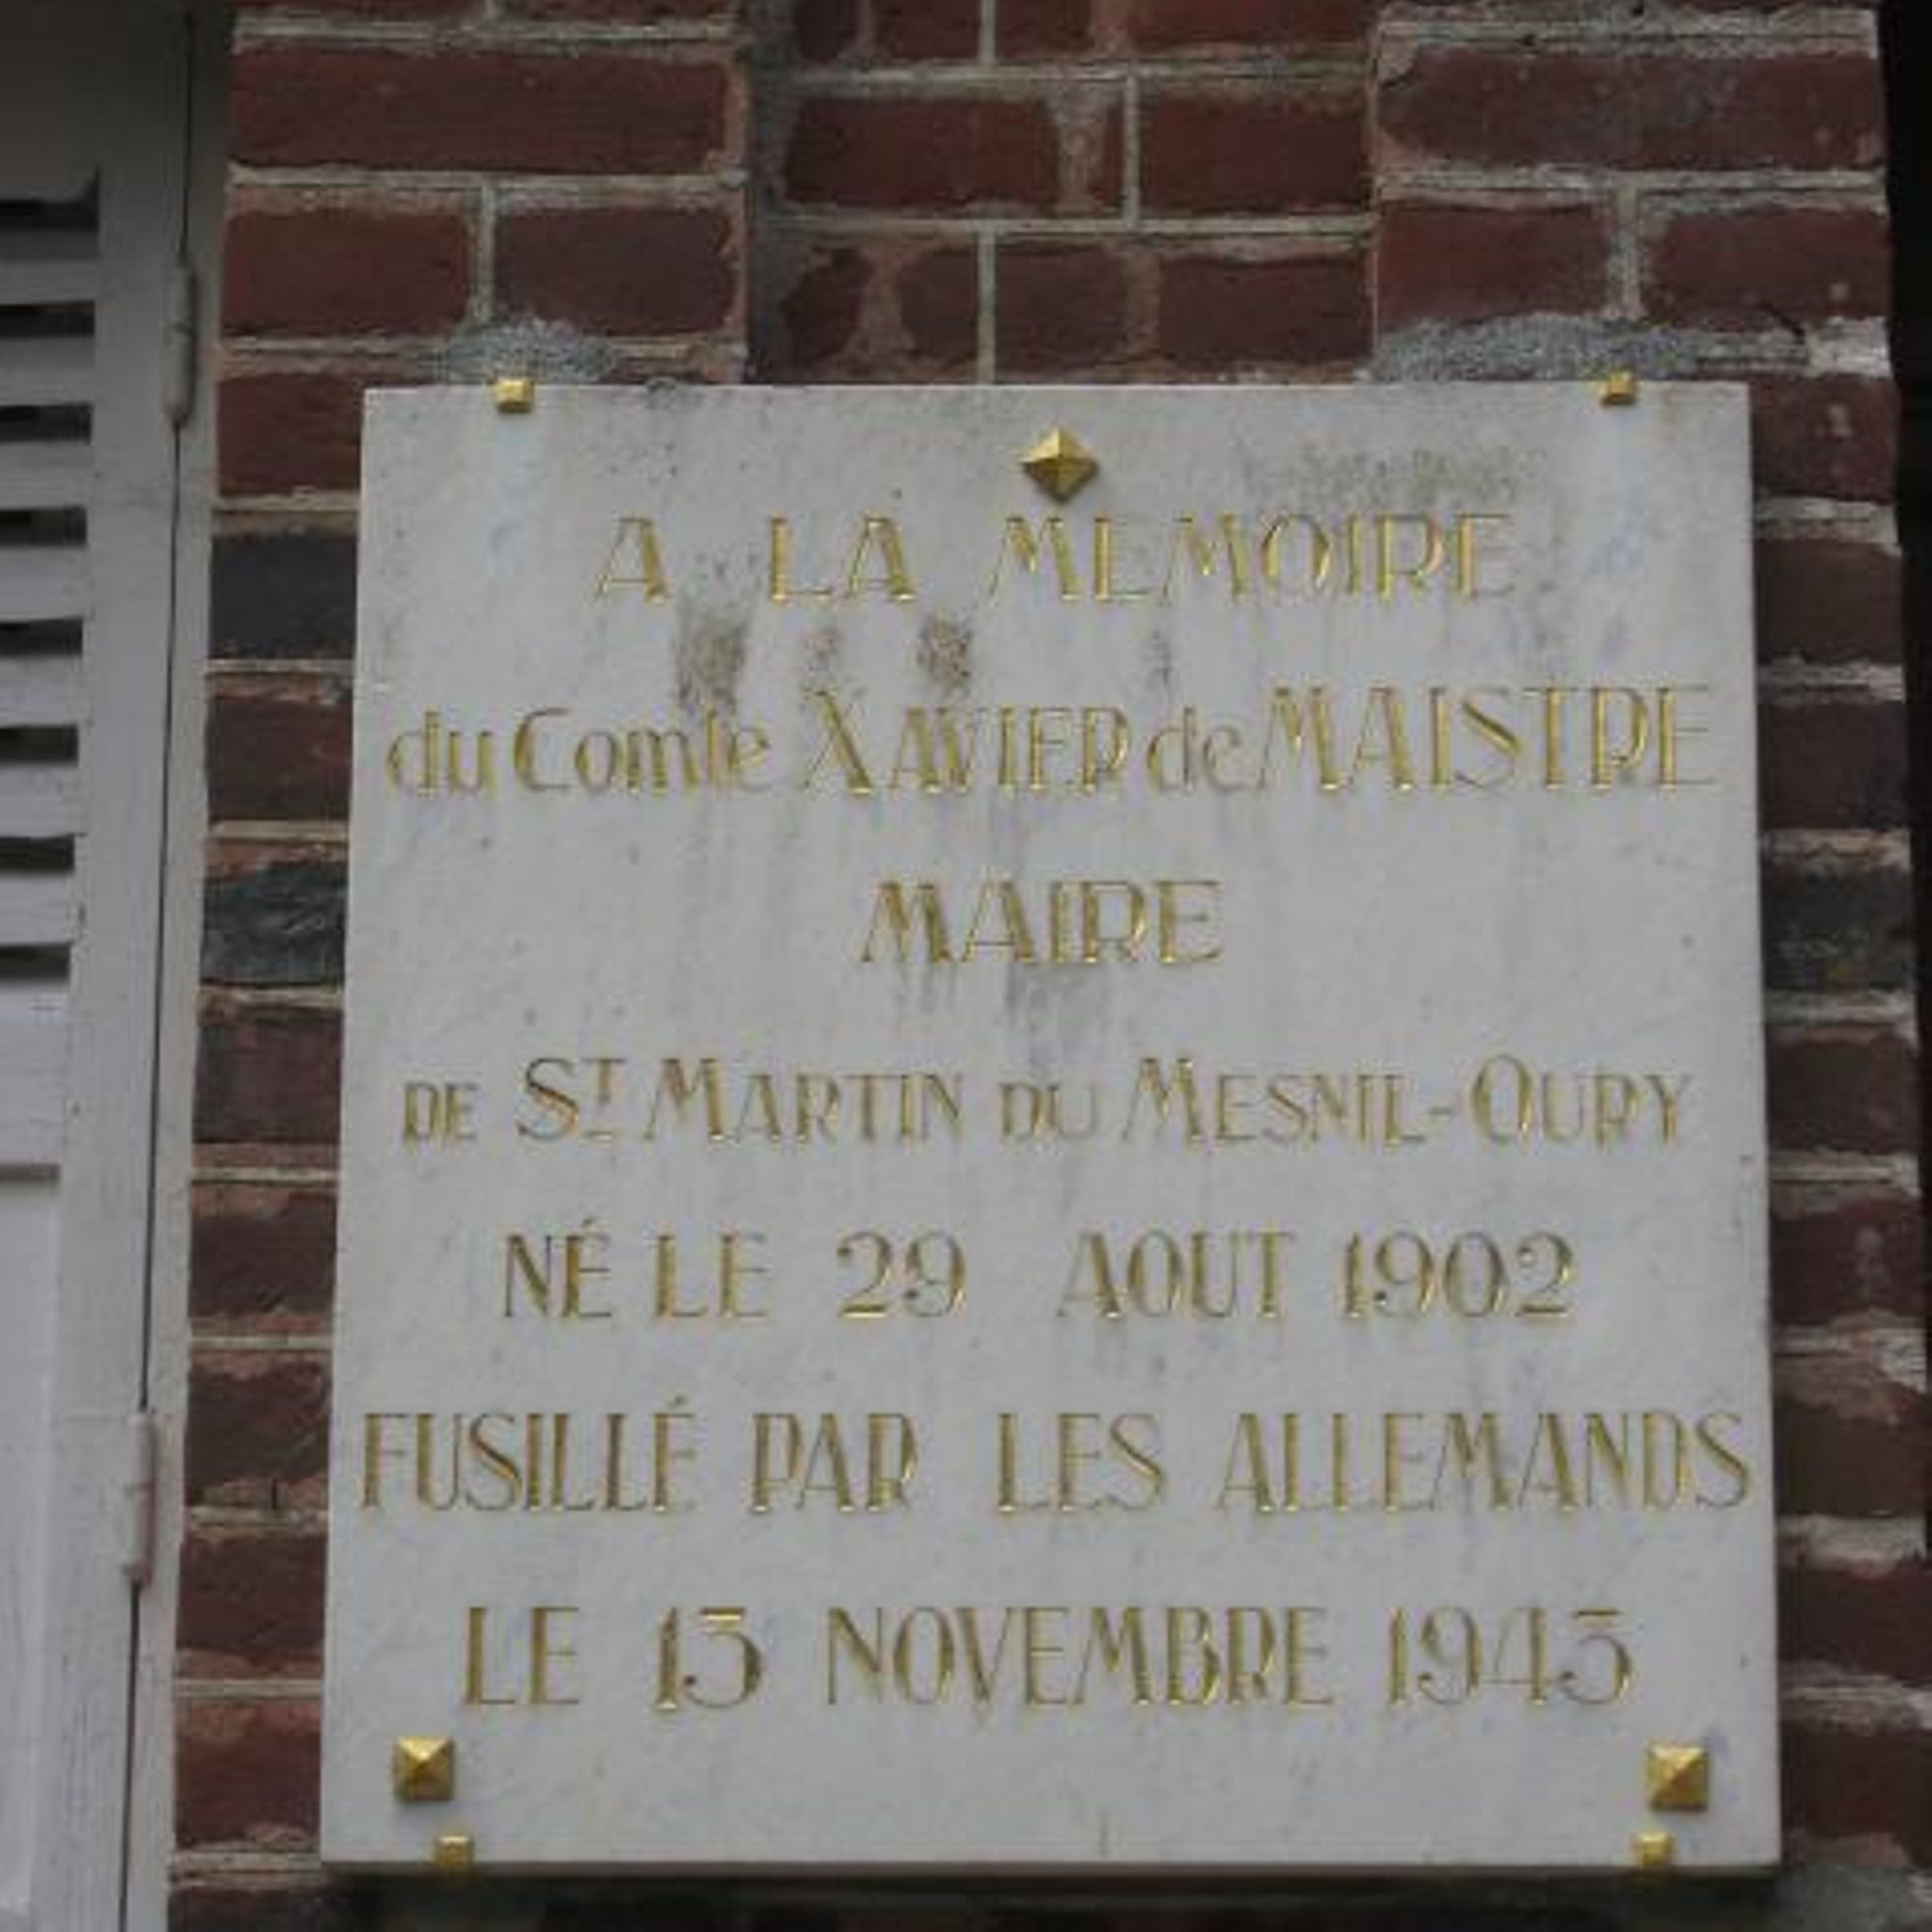 A LA MEMOIRE
du Comte XAVIER de MAISTRE
MAIRE
DE ST MARTIN DU MESNIL-OURY
NÉ LE 29 AOUT 1902
FUSILLÉ PAR LES ALLEMANDS
LE 13 NOVEMBRE 1943